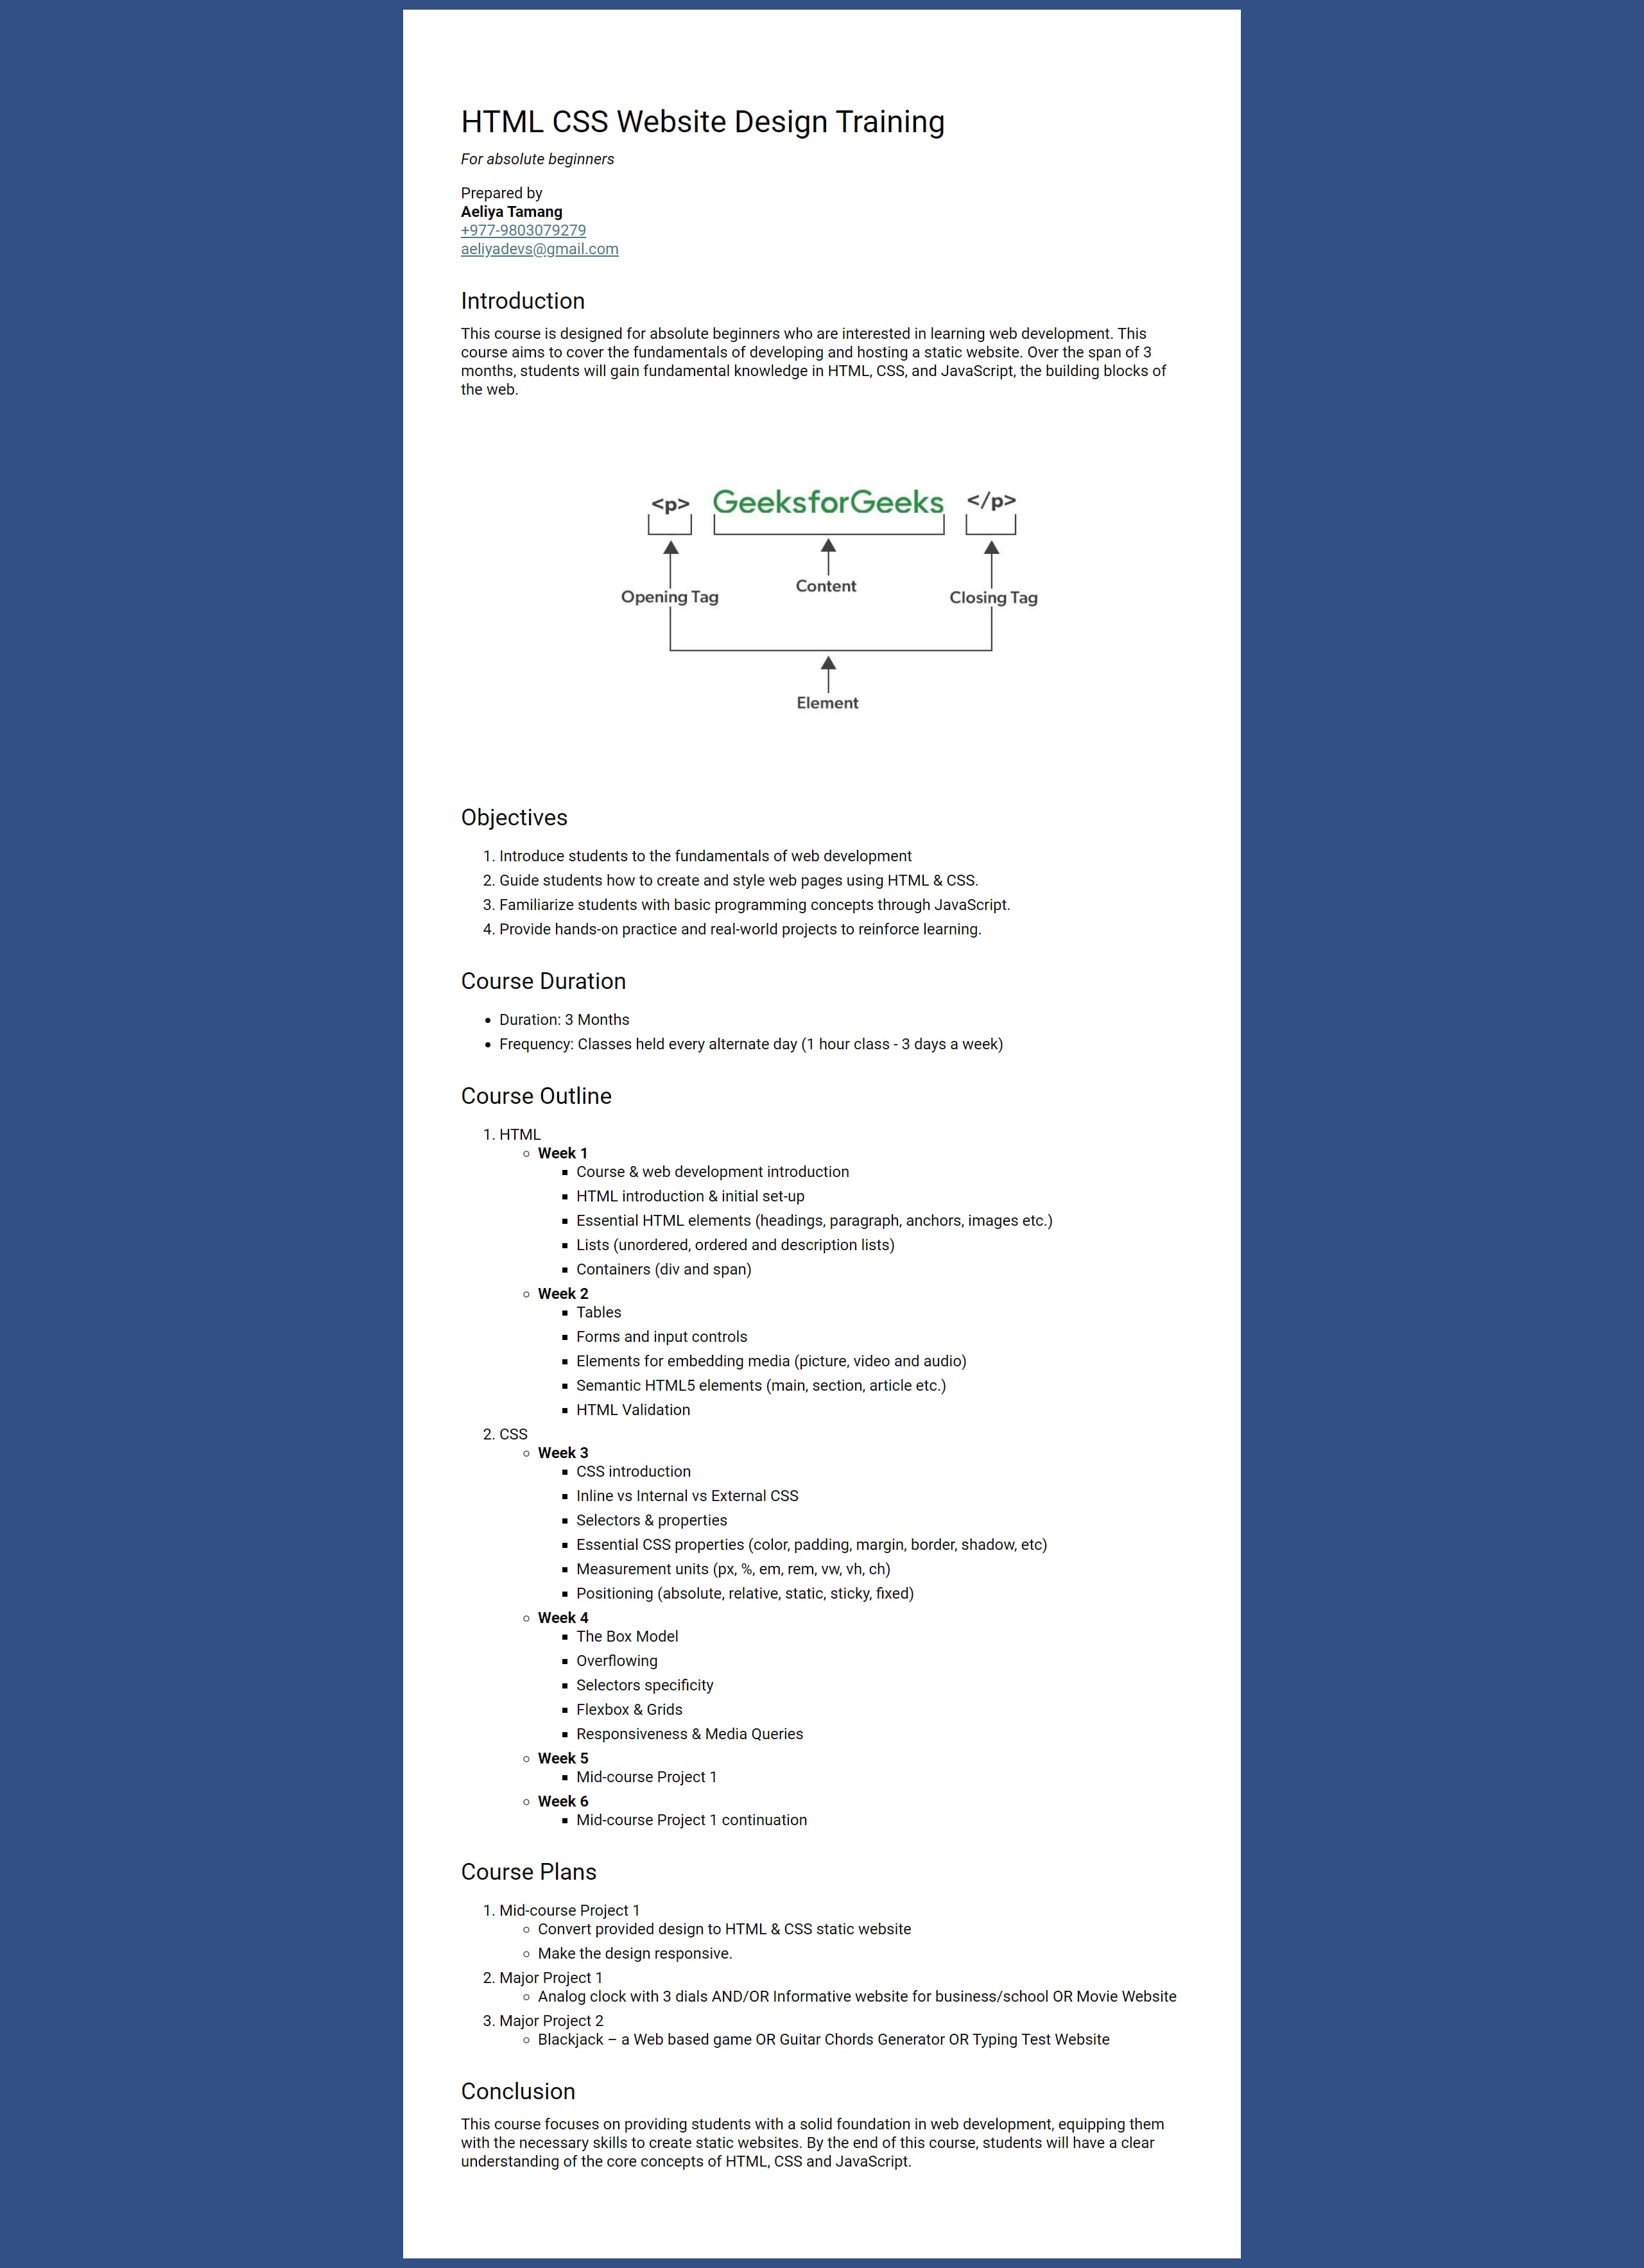 HTML CSS Website Design Training
For absolute beginners
Prepared by
Aeliya Tamang
+977-9803079279
aeliyadevs@gmail.com
Introduction
This course is designed for absolute beginners who are interested in learning web development. This
course aims to cover the fundamentals of developing and hosting a static website. Over the span of 3
months, students will gain fundamental knowledge in HTML, CSS, and JavaScript, the building blocks of
the web.
<p> GeeksforGeeks </p>
Opening Tag Content Closing Tag
Element
Objectives
1. Introduce students to the fundamentals of web development
2. Guide students how to create and style web pages using HTML & CSS.
3. Familiarize students with basic programming concepts through JavaScript.
4. Provide hands-on practice and real-world projects to reinforce learning.
Course Duration
• Duration: 3 Months
• Frequency: Classes held every alternate day (1 hour class - 3 days a week)
Course Outline
1. HTML
○ Week 1
▪ Course & web development introduction
▪ HTML introduction & initial set-up
▪ Essential HTML elements (headings, paragraph, anchors, images etc.)
▪ Lists (unordered, ordered and description lists)
▪ Containers (div and span)
○ Week 2
▪ Tables
▪ Forms and input controls
▪ Elements for embedding media (picture, video and audio)
▪ Semantic HTML5 elements (main, section, article etc.)
▪ HTML Validation
2. CSS
○ Week 3
▪ CSS introduction
▪ Inline vs Internal vs External CSS
▪ Selectors & properties
▪ Essential CSS properties (color, padding, margin, border, shadow, etc)
▪ Measurement units (px, %, em, rem, vw, vh, ch)
▪ Positioning (absolute, relative, static, sticky, fixed)
○ Week 4
▪ The Box Model
▪ Overflowing
▪ Selectors specificity
▪ Flexbox & Grids
▪ Responsiveness & Media Queries
○ Week 5
▪ Mid-course Project 1
○ Week 6
▪ Mid-course Project 1 continuation
Course Plans
1. Mid-course Project 1
○ Convert provided design to HTML & CSS static website
○ Make the design responsive.
2. Major Project 1
○ Analog clock with 3 dials AND/OR Informative website for business/school OR Movie Website
3. Major Project 2
○ Blackjack – a Web based game OR Guitar Chords Generator OR Typing Test Website
Conclusion
This course focuses on providing students with a solid foundation in web development, equipping them
with the necessary skills to create static websites. By the end of this course, students will have a clear
understanding of the core concepts of HTML, CSS and JavaScript.